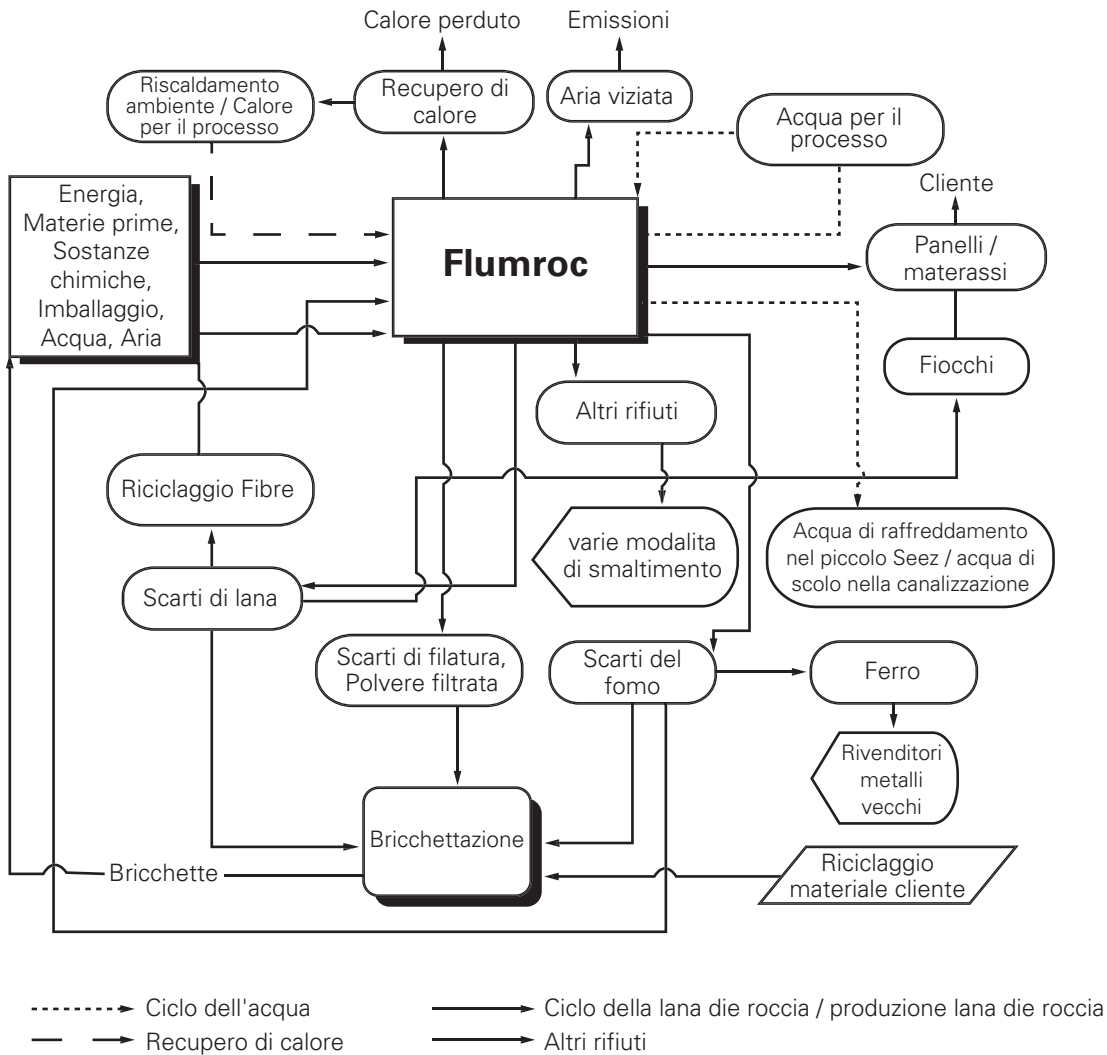 Calore perduto
Emissioni
Riscaldamento
ambiente / Calore
per il processo
Recupero di
calore
Aria viziata
Acqua per il
processo
Energia,
Materie prime,
Sostanze
chimiche,
Imballaggio,
Acqua, Aria
Flumroc
Cliente
Panelli /
materassi
Fiocchi
Altri rifiuti
Riciclaggio Fibre
varie modalita
di smaltimento
Acqua di raffreddamento
nel piccolo Seez / acqua di
scolo nella canalizzazione
Scarti di lana
Scarti di filatura,
Polvere filtrata
Scarti del
fomo
Ferro
Rivenditori
metalli
vecchi
Bricchettazione
Bricchette
Riciclaggio
materiale cliente
Ciclo dell'acqua
Ciclo della lana die roccia / produzione lana die roccia
Recupero di calore
Altri rifiuti